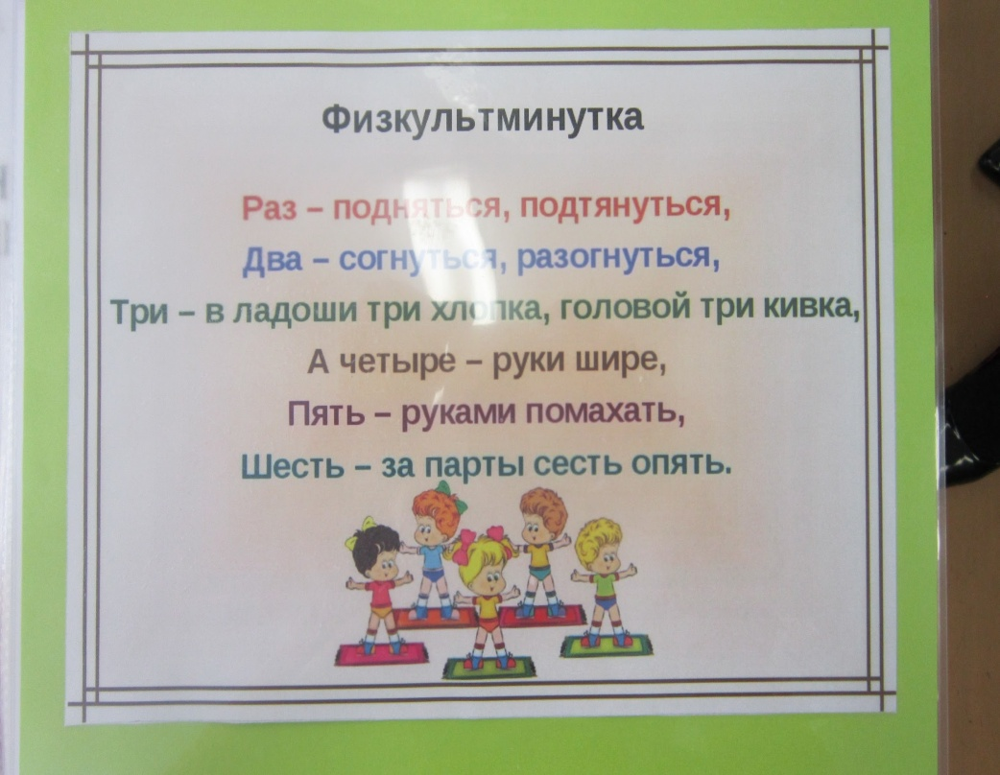 Физкультминутка
Раз – подняться, подтянуться,
Два – согнуться, разогнуться,
Три – в ладоши три хлопка, головой три кивка,
А четыре – руки шире,
Пять – руками помахать,
Шесть – за парты сесть опять.